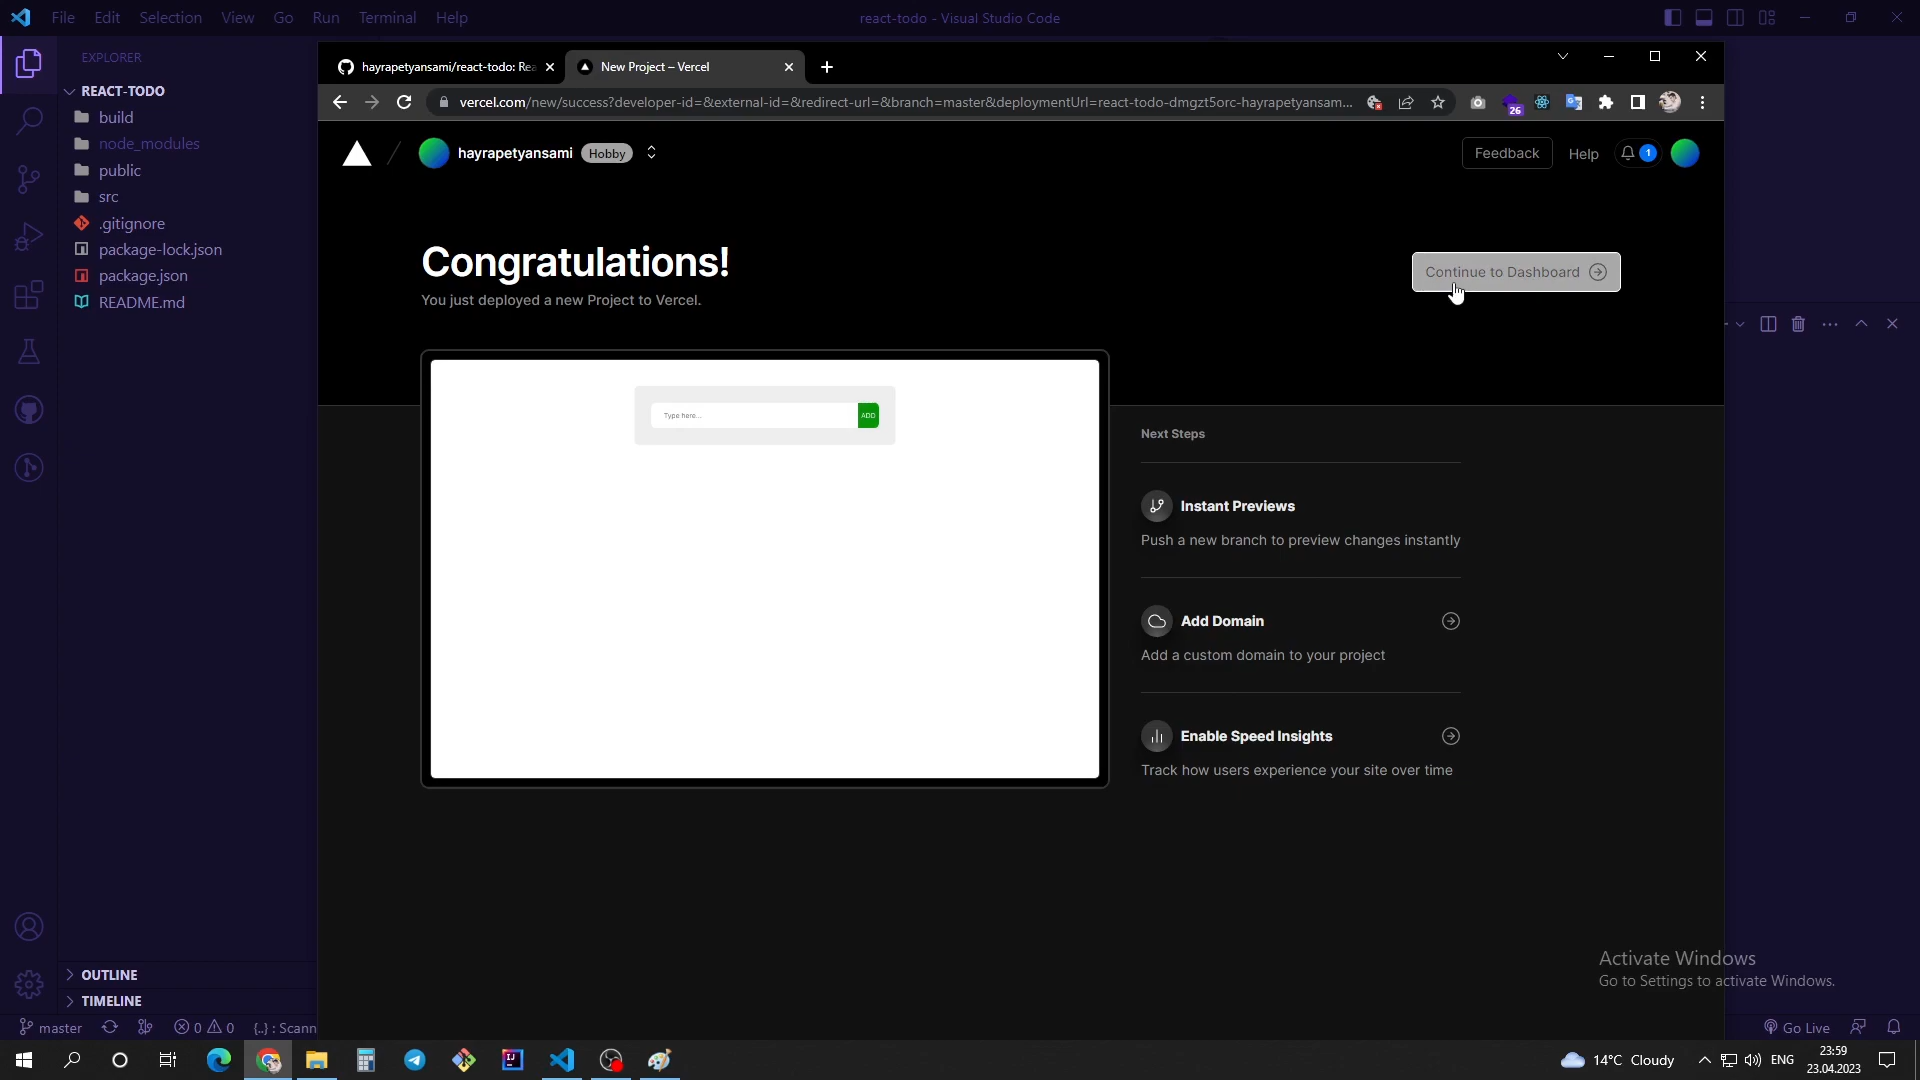 File Edit Selection View Go Run Terminal Help
react-todo - Visual Studio Code
EXPLORER
REACT-TODO
build
node_modules
public
src
.gitignore
package-lock.json
package.json
README.md
OUTLINE
TIMELINE
master
0 0
{..} : Scann
hayrapetyansami/react-todo: Rea
New Project – Vercel
vercel.com/new/success?developer-id=&external-id=&redirect-url=&branch=master&deploymentUrl=react-todo-dmgzt5orc-hayrapetyansam...
26
hayrapetyansami Hobby
Feedback Help 1
Congratulations!
You just deployed a new Project to Vercel.
Continue to Dashboard
Type here...
ADD
Next Steps
Instant Previews
Push a new branch to preview changes instantly
Add Domain
Add a custom domain to your project
Enable Speed Insights
Track how users experience your site over time
Activate Windows
Go to Settings to activate Windows.
Go Live
14°C Cloudy
ENG
23:59
23.04.2023